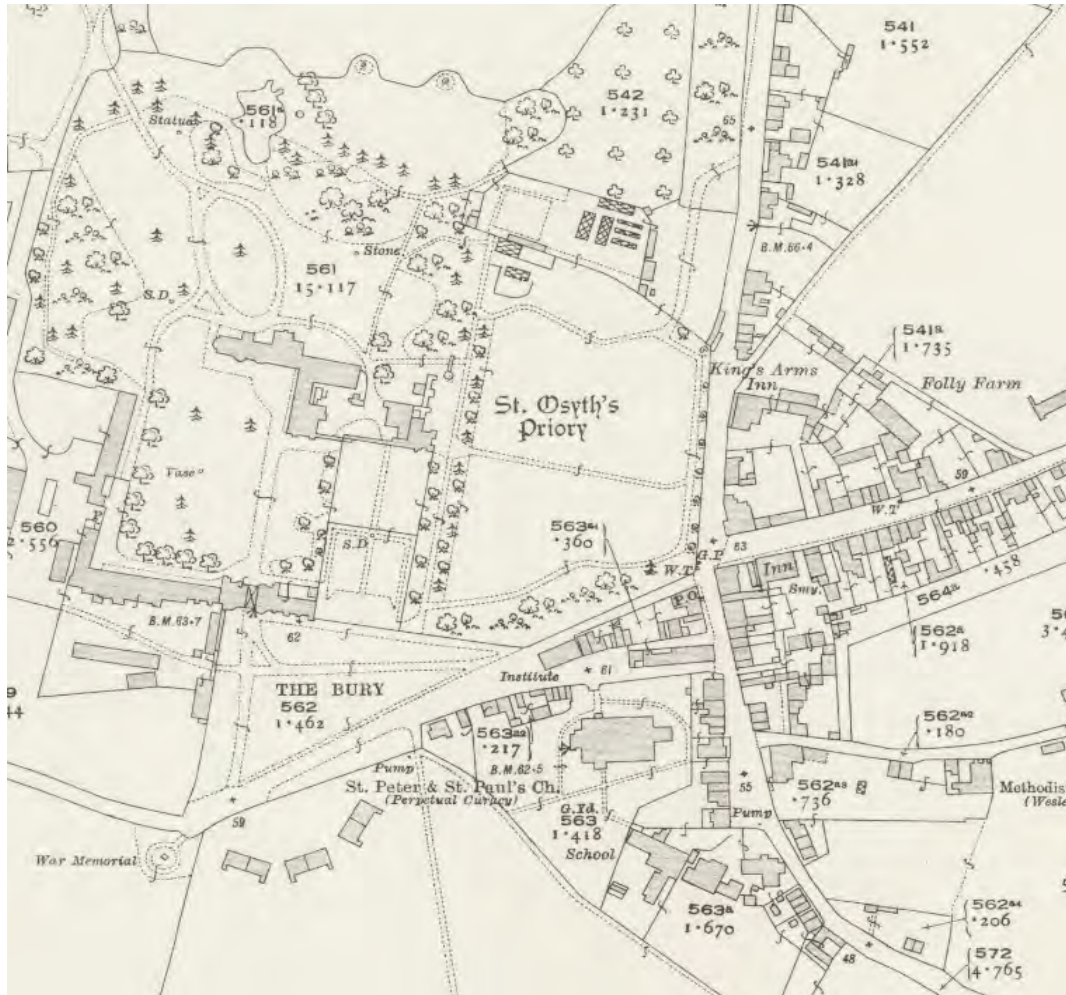 541
1·552
561a
·118
Statue
542
1·231
65
541a1
1·328
B.M.66·4
Stone
561
15·117
S.D.
541a
1·735
King's Arms
Inn
Folly Farm
St. Osyth's
Priory
Vase
59
W.T.
560
2·556
563a1
·360
S.D.
G.P.
63
W.T.
Inn
Smy.
P.O.
·458
564a
562a
1·918
B.M.63·7
62
Institute
61
THE BURY
562
1·462
44
563a2
·217
B.M.62·5
562a2
·180
Pump
St. Peter & St. Paul's Ch.
(Perpetual Curacy)
G.Yd.
563
1·418
School
55
Pump
562a3
·736
Methodis
(Wesle
59
War Memorial
563a
1·670
562a4
·206
48
572
4·765